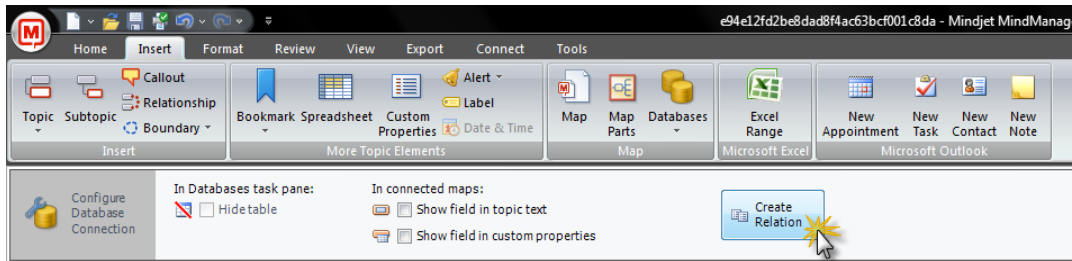 e94e12fd2be8dad8f4ac63bcf001c8da - Mindjet MindManag
Home Insert Format Review View Export Connect Tools
Topic
Subtopic
Callout
Relationship
Boundary
Insert
Bookmark
Spreadsheet
Custom
Properties
Alert
Label
Date & Time
More Topic Elements
Map
Map
Parts
Databases
Map
Excel
Range
Microsoft Excel
New
Appointment
New
Task
New
Contact
New
Note
Microsoft Outlook
Configure
Database
Connection
In Databases task pane:
Hide table
In connected maps:
Show field in topic text
Show field in custom properties
Create
Relation